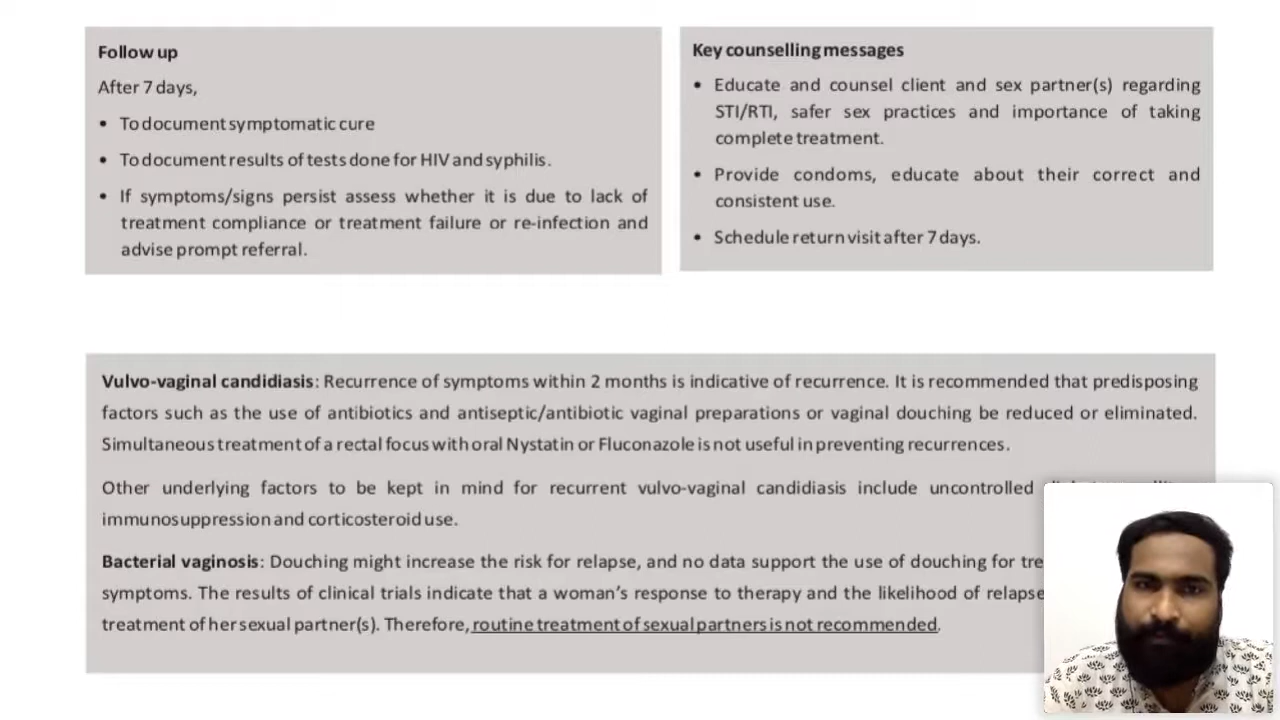 Follow up
After 7 days,
• To document symptomatic cure
• To document results of tests done for HIV and syphilis.
• If symptoms/signs persist assess whether it is due to lack of
treatment compliance or treatment failure or re-infection and
advise prompt referral.
Key counselling messages
• Educate and counsel client and sex partner(s) regarding
STI/RTI, safer sex practices and importance of taking
complete treatment.
• Provide condoms, educate about their correct and
consistent use.
• Schedule return visit after 7 days.
Vulvo-vaginal candidiasis: Recurrence of symptoms within 2 months is indicative of recurrence. It is recommended that predisposing
factors such as the use of antibiotics and antiseptic/antibiotic vaginal preparations or vaginal douching be reduced or eliminated.
Simultaneous treatment of a rectal focus with oral Nystatin or Fluconazole is not useful in preventing recurrences.
Other underlying factors to be kept in mind for recurrent vulvo-vaginal candidiasis include uncontrolled
immunosuppression and corticosteroid use.
Bacterial vaginosis: Douching might increase the risk for relapse, and no data support the use of douching for
symptoms. The results of clinical trials indicate that a woman's response to therapy and the likelihood of relapse
treatment of her sexual partner(s). Therefore, routine treatment of sexual partners is not recommended.